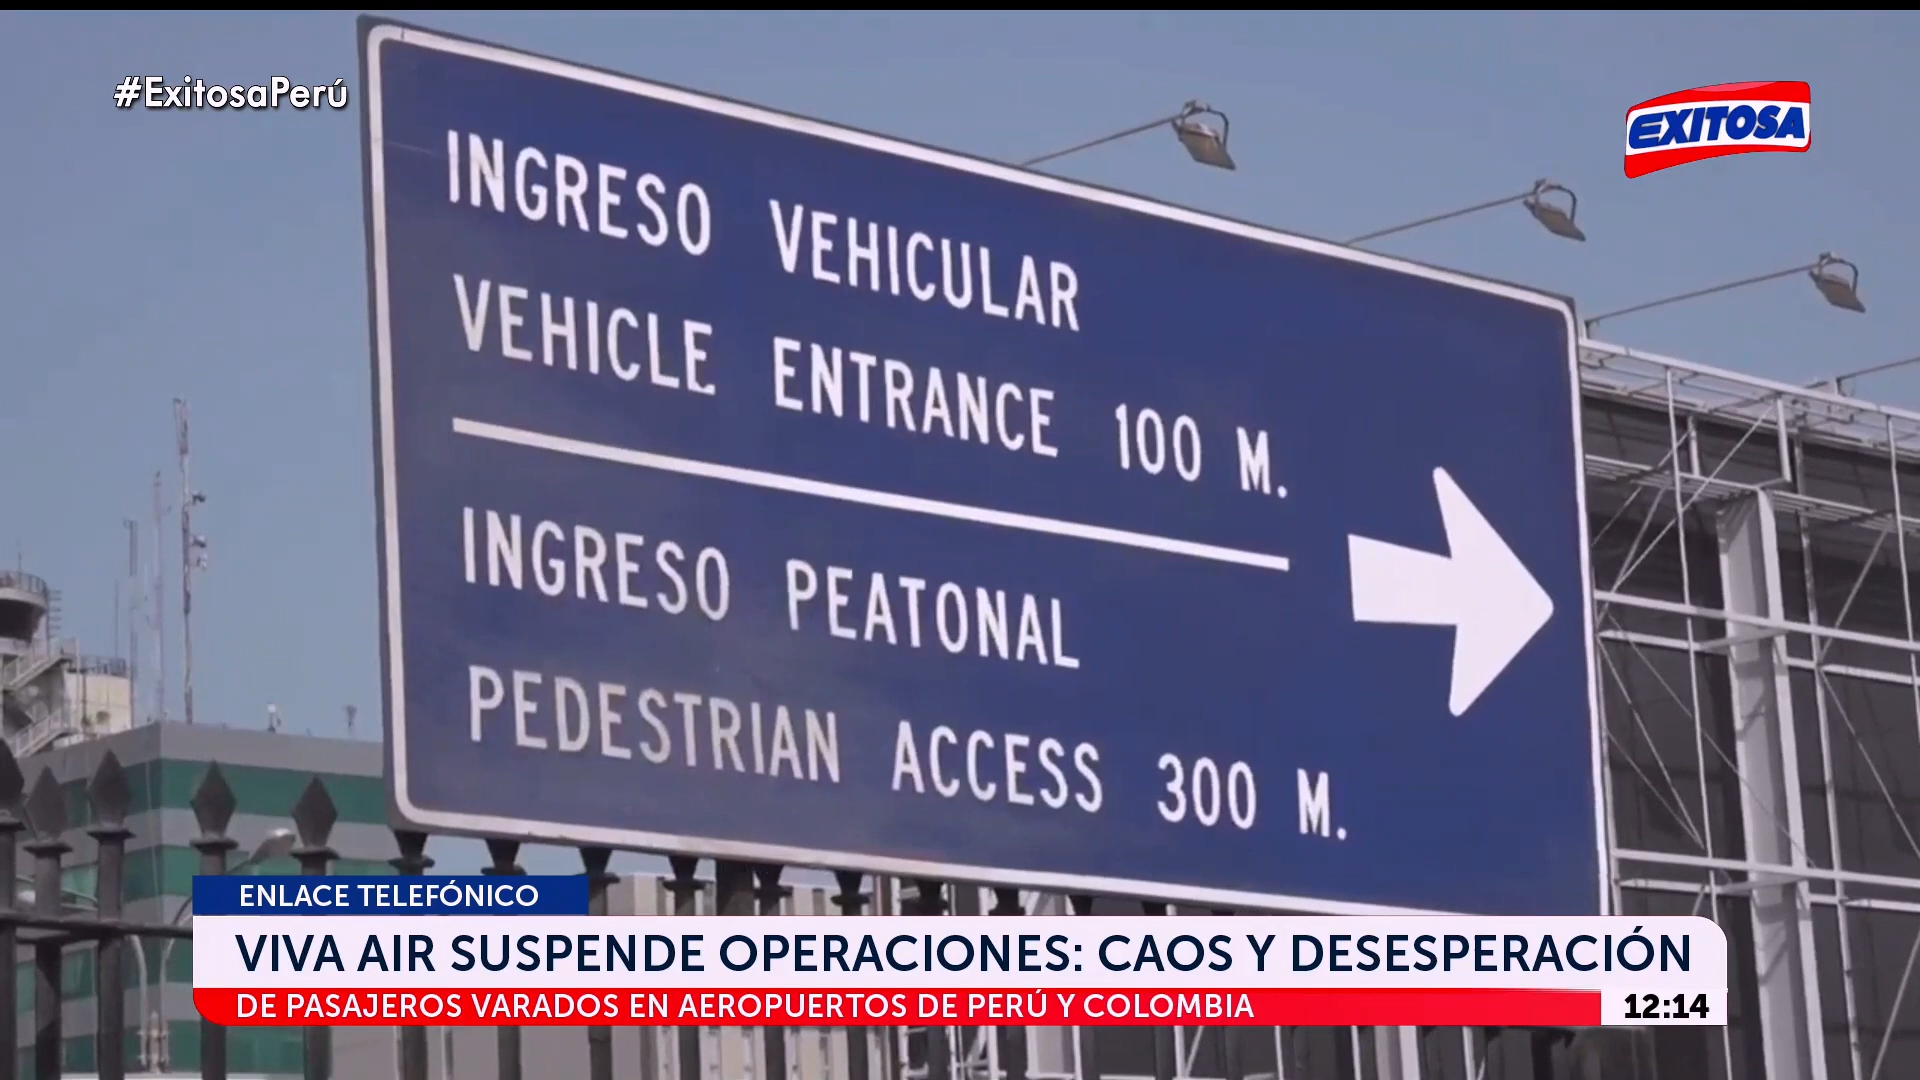 #ExitosaPerú
EXITOSA
INGRESO VEHICULAR
VEHICLE ENTRANCE 100 M.
INGRESO PEATONAL
PEDESTRIAN ACCESS 300 M.
ENLACE TELEFÓNICO
VIVA AIR SUSPENDE OPERACIONES: CAOS Y DESESPERACIÓN
DE PASAJEROS VARADOS EN AEROPUERTOS DE PERÚ Y COLOMBIA
12:14